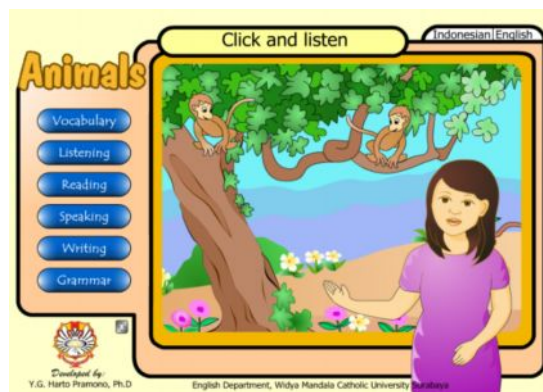 Click and listen
Indonesian|English
Animals
Vocabulary
Listening
Reading
Speaking
Writing
Grammar
Developed by:
Y.G. Harto Pramono, Ph.D
English Department, Widya Mandala Catholic University Surabaya